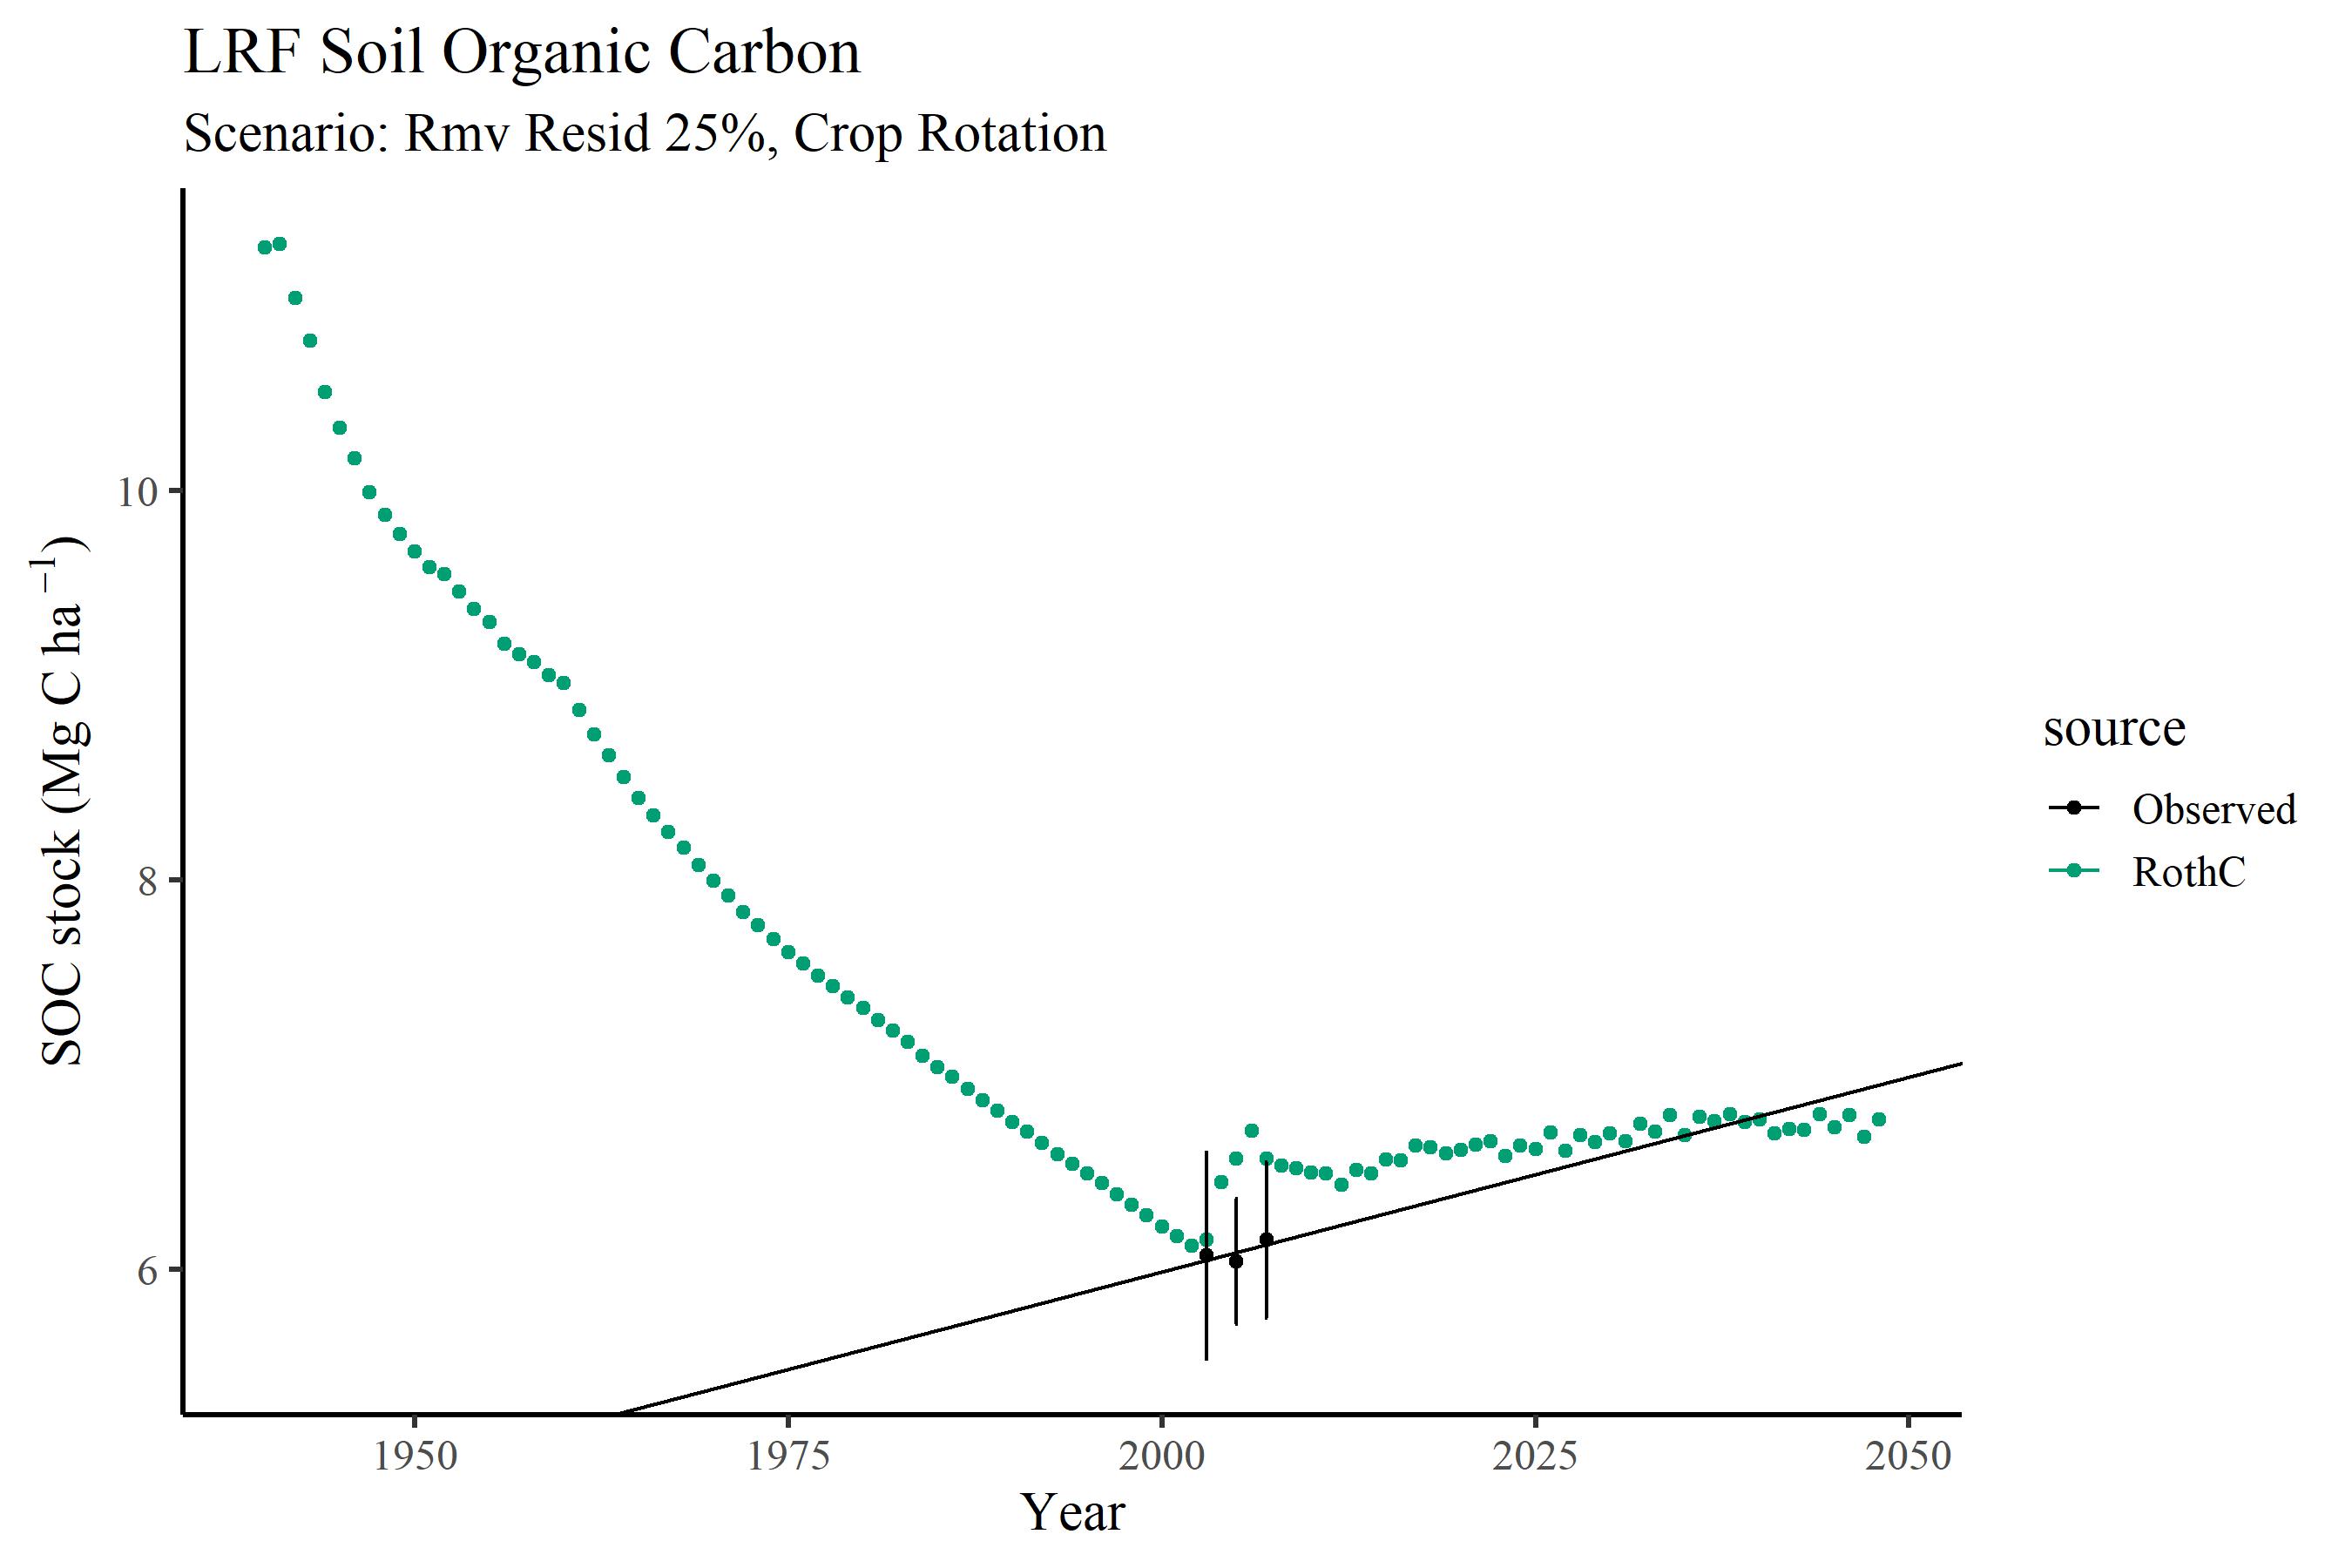 LRF Soil Organic Carbon
Scenario: Rmv Resid 25%, Crop Rotation
SOC stock (Mg C ha⁻¹)
10
8
6
1950
1975
2000
2025
2050
Year
source
Observed
RothC